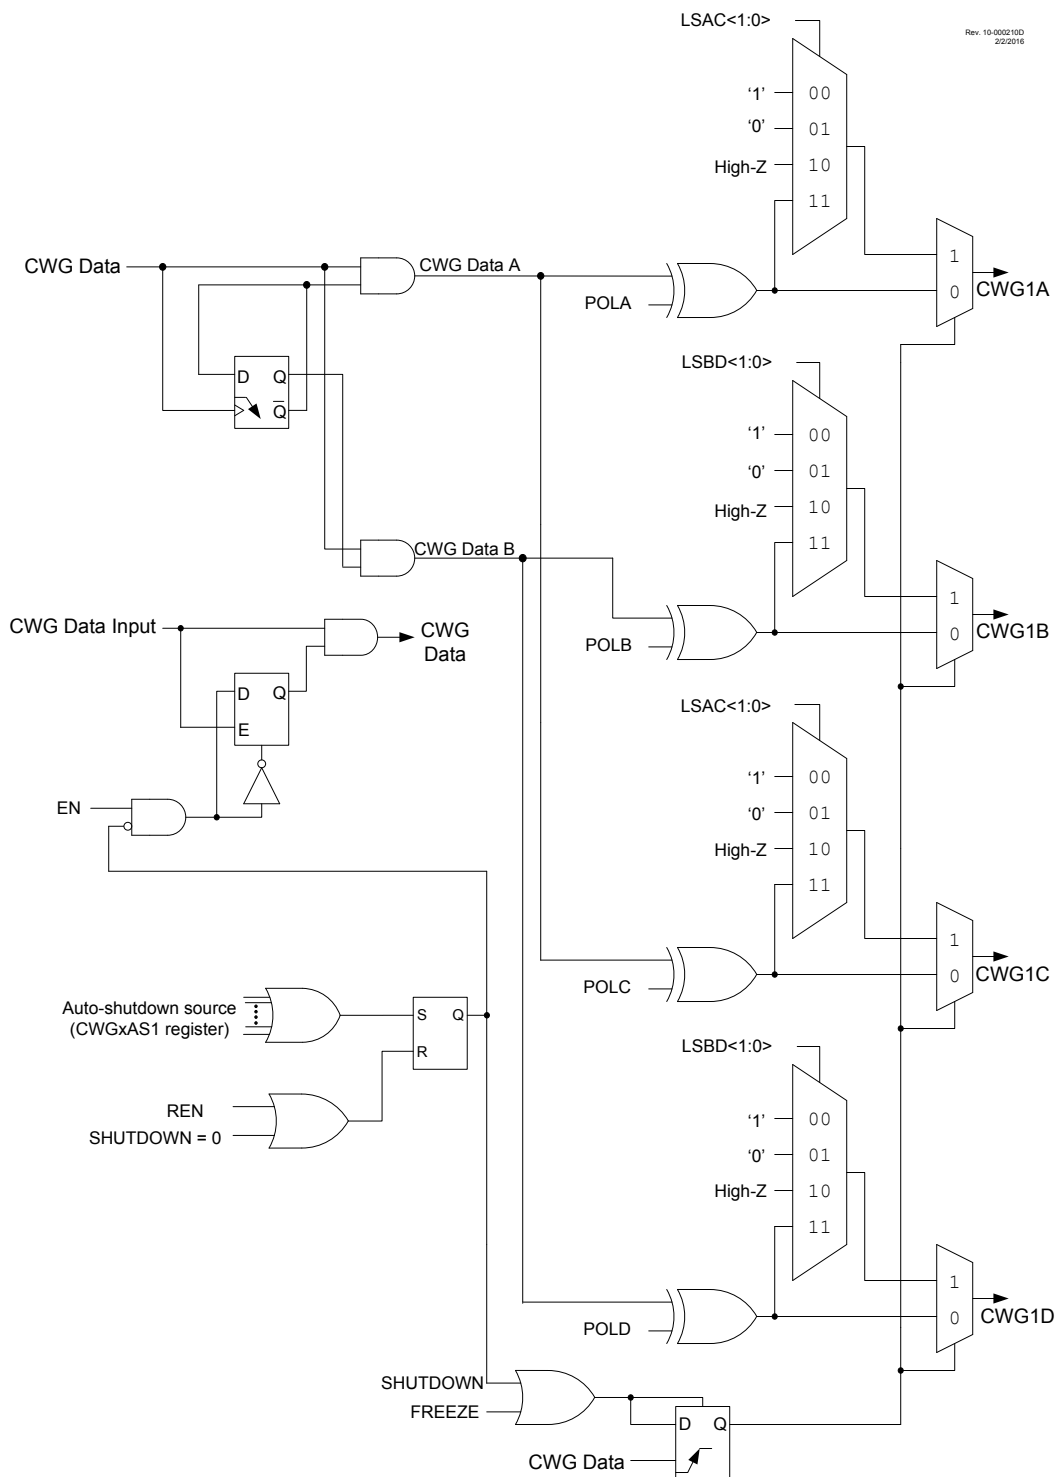 LSAC<1:0>
Rev. 10-000210D
2/2/2016
'1'
00
'0'
01
High-Z
10
11
CWG Data
CWG Data A
1
0
CWG1A
POLA
D Q
Q
LSBD<1:0>
'1'
00
'0'
01
High-Z
10
11
CWG Data B
1
0
CWG1B
POLB
CWG Data Input
CWG
Data
D Q
E
EN
LSAC<1:0>
'1'
00
'0'
01
High-Z
10
11
1
0
CWG1C
POLC
Auto-shutdown source
(CWGxAS1 register)
S Q
R
REN
SHUTDOWN = 0
LSBD<1:0>
'1'
00
'0'
01
High-Z
10
11
1
0
CWG1D
POLD
SHUTDOWN
FREEZE
D Q
CWG Data